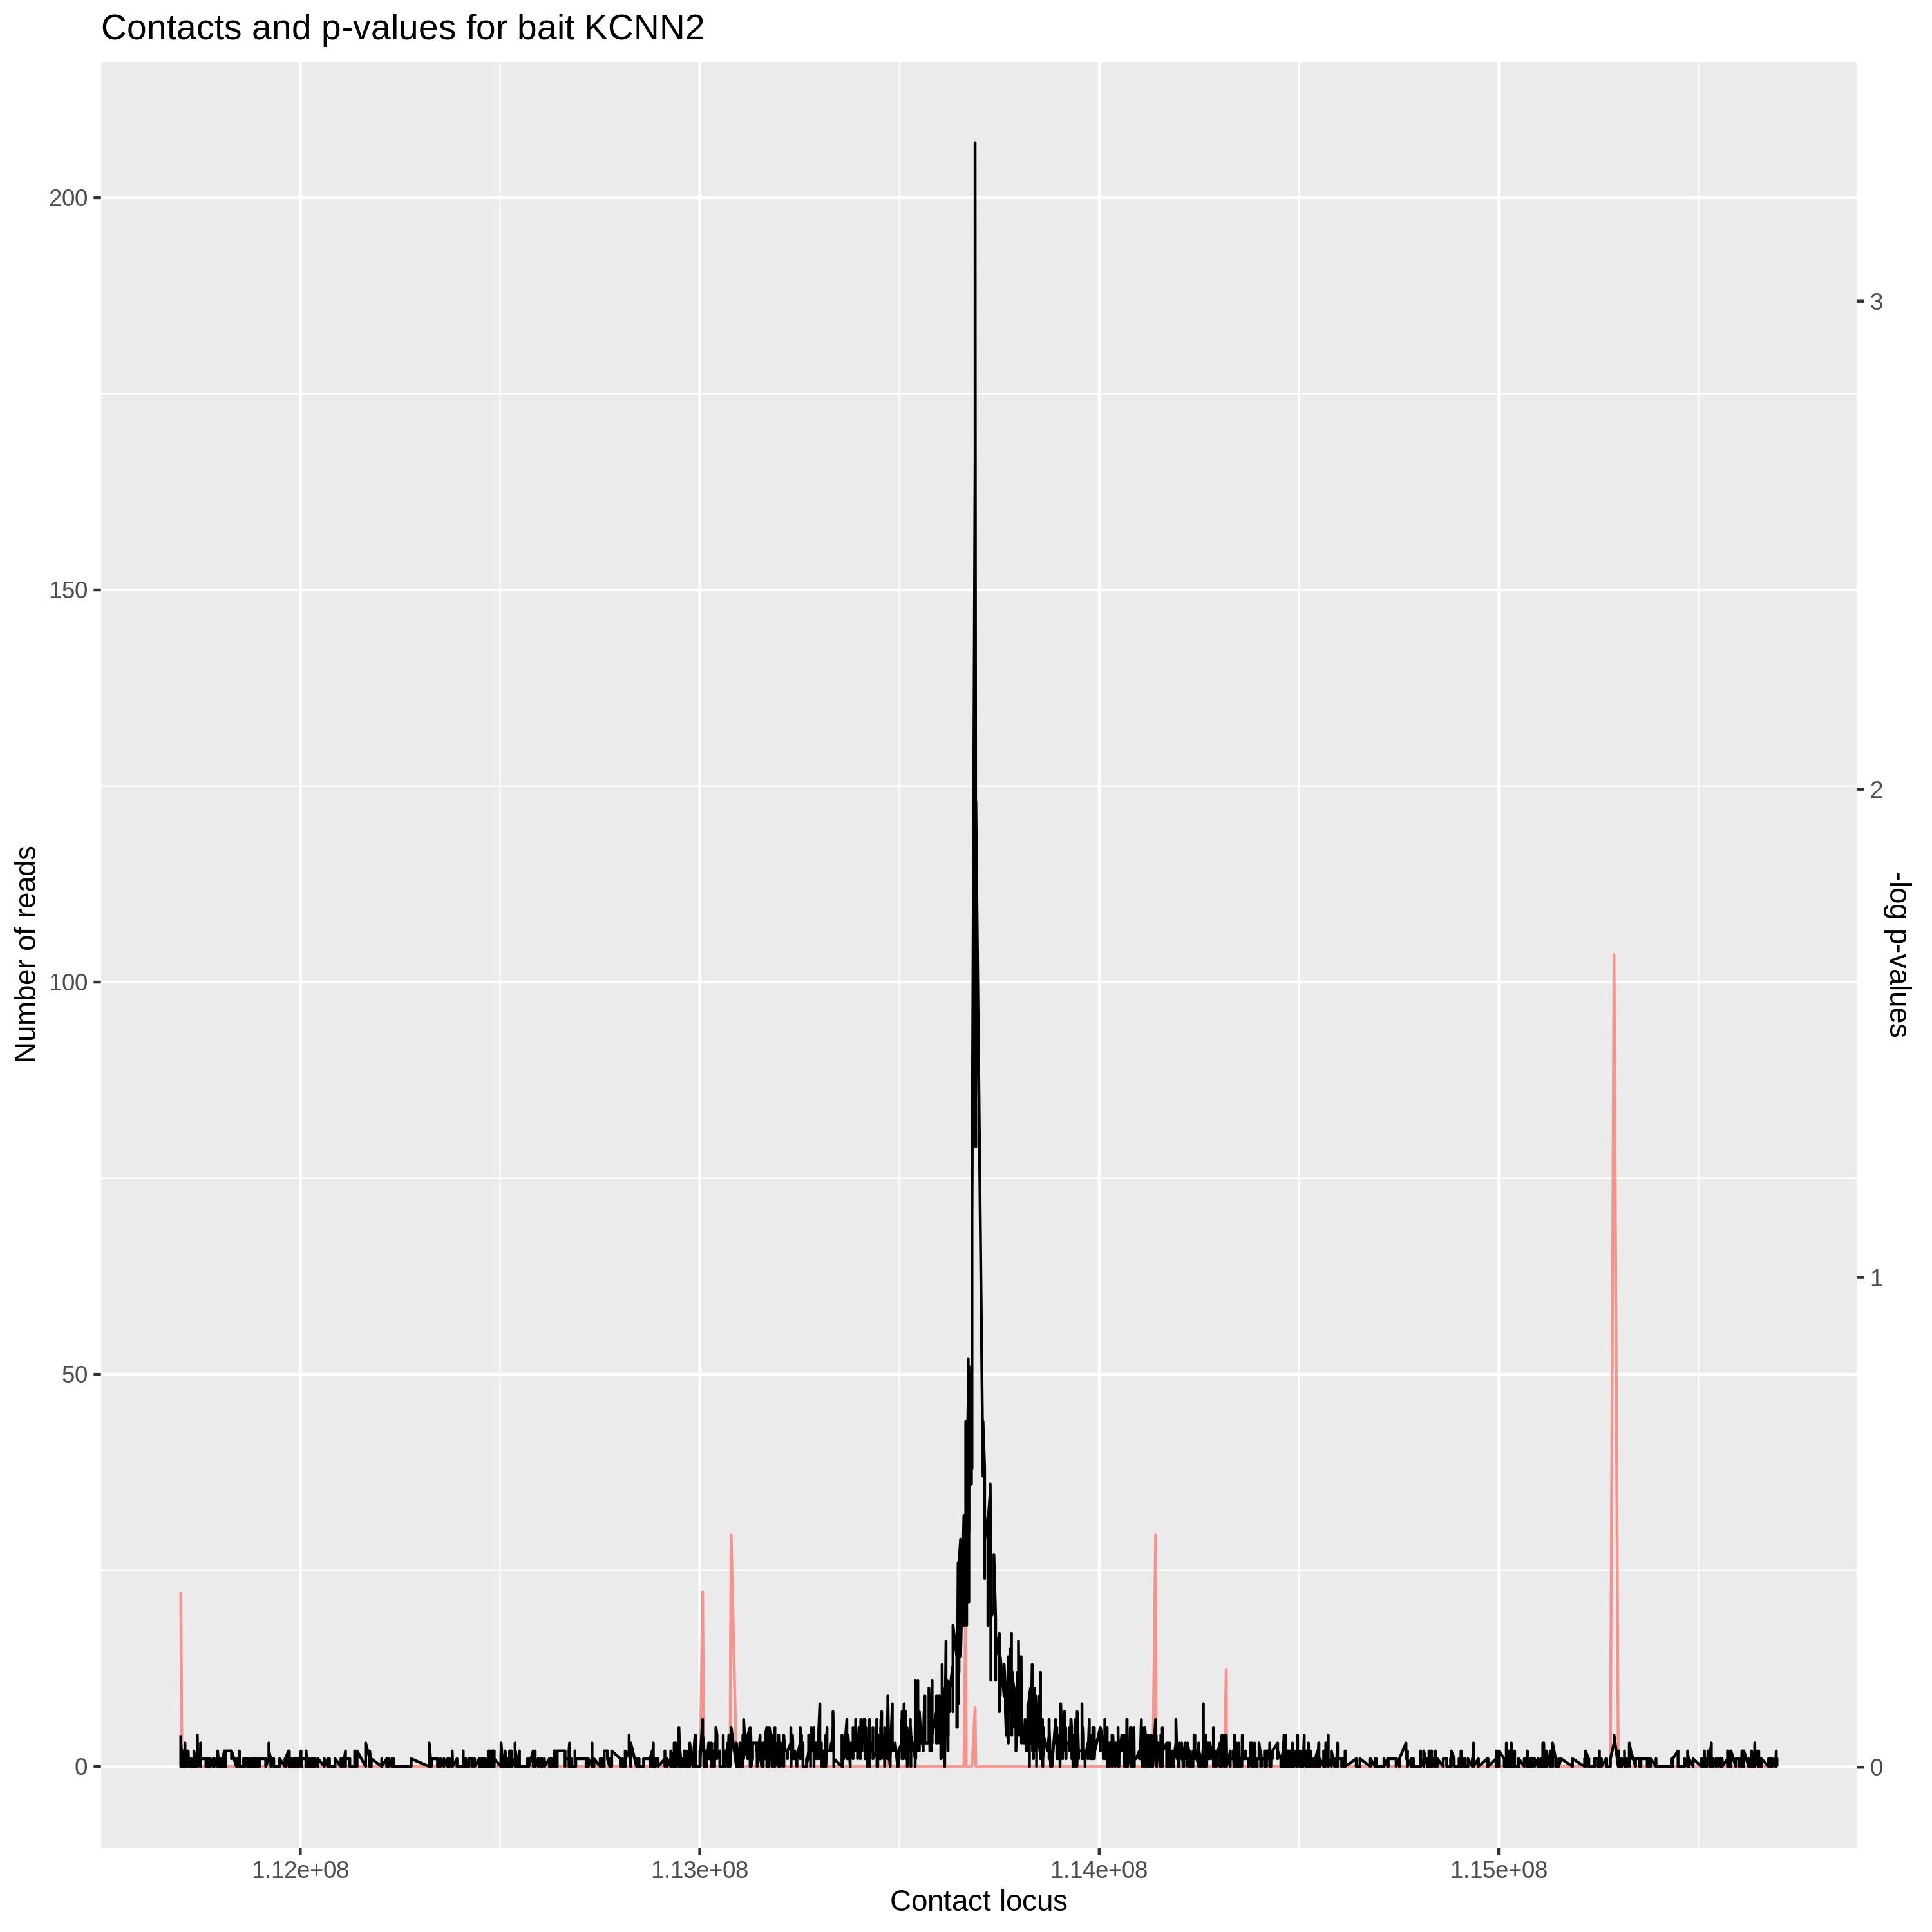 Contacts and p-values for bait KCNN2
200
150
100
50
0
Number of reads
3
2
1
0
-log p-values
1.12e+08
1.13e+08
1.14e+08
1.15e+08
Contact locus